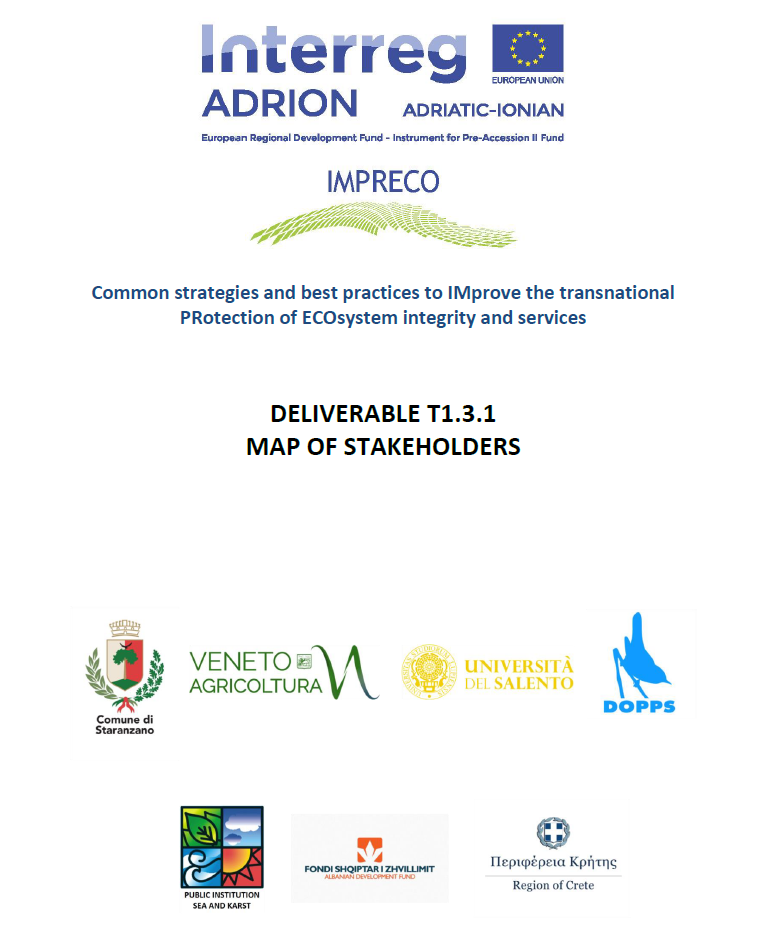 Interreg
EUROPEAN UNION
ADRION ADRIATIC-IONIAN
European Regional Development Fund - Instrument for Pre-Accession II Fund
IMPRECO
Common strategies and best practices to IMprove the transnational
PRotection of ECOsystem integrity and services
DELIVERABLE T1.3.1
MAP OF STAKEHOLDERS
Comune di
Staranzano
VENETO
AGRICOLTURA
UNIVERSITÀ
DEL SALENTO
DOPPS
PUBLIC INSTITUTION
SEA AND KARST
FONDI SHQIPTAR I ZHVILLIMIT
ALBANIAN DEVELOPMENT FUND
Περιφέρεια Κρήτης
Region of Crete